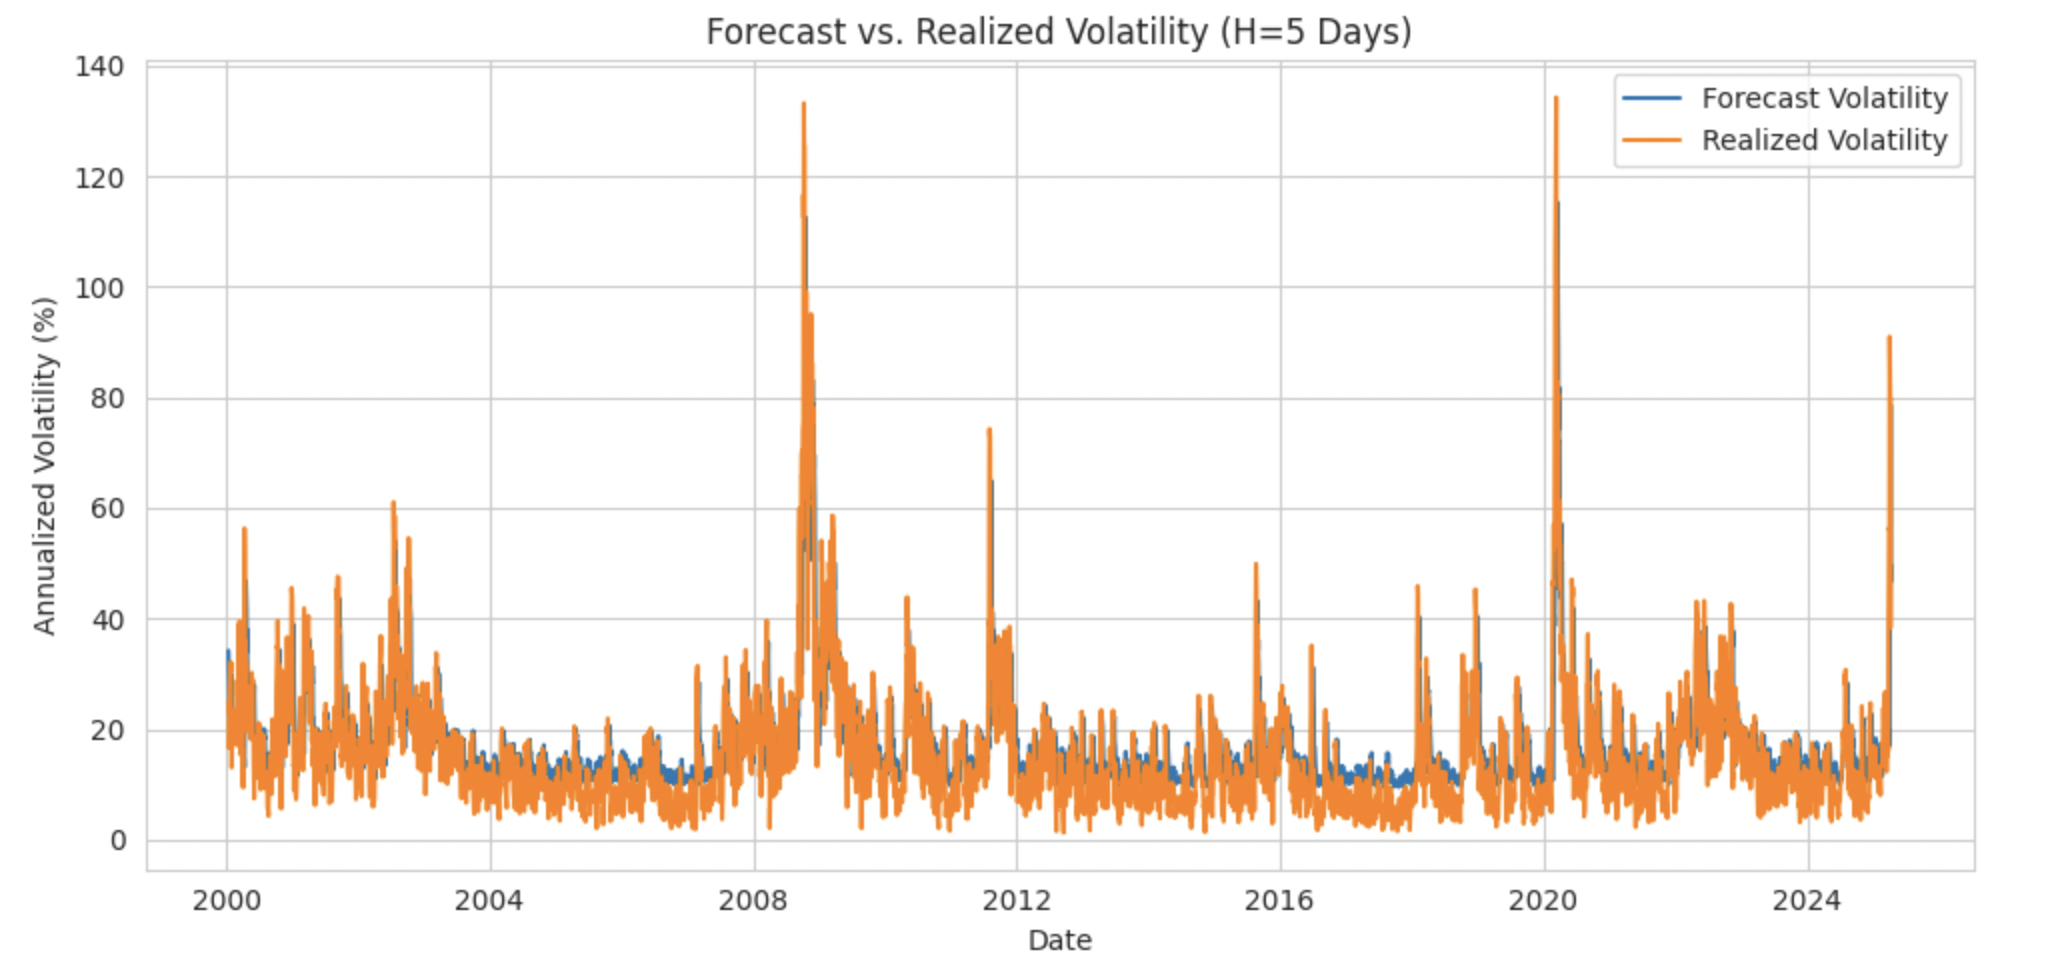 Forecast vs. Realized Volatility (H=5 Days)
Forecast Volatility
Realized Volatility
Annualized Volatility (%)
140
120
100
80
60
40
20
0
2000 2004 2008 2012 2016 2020 2024
Date